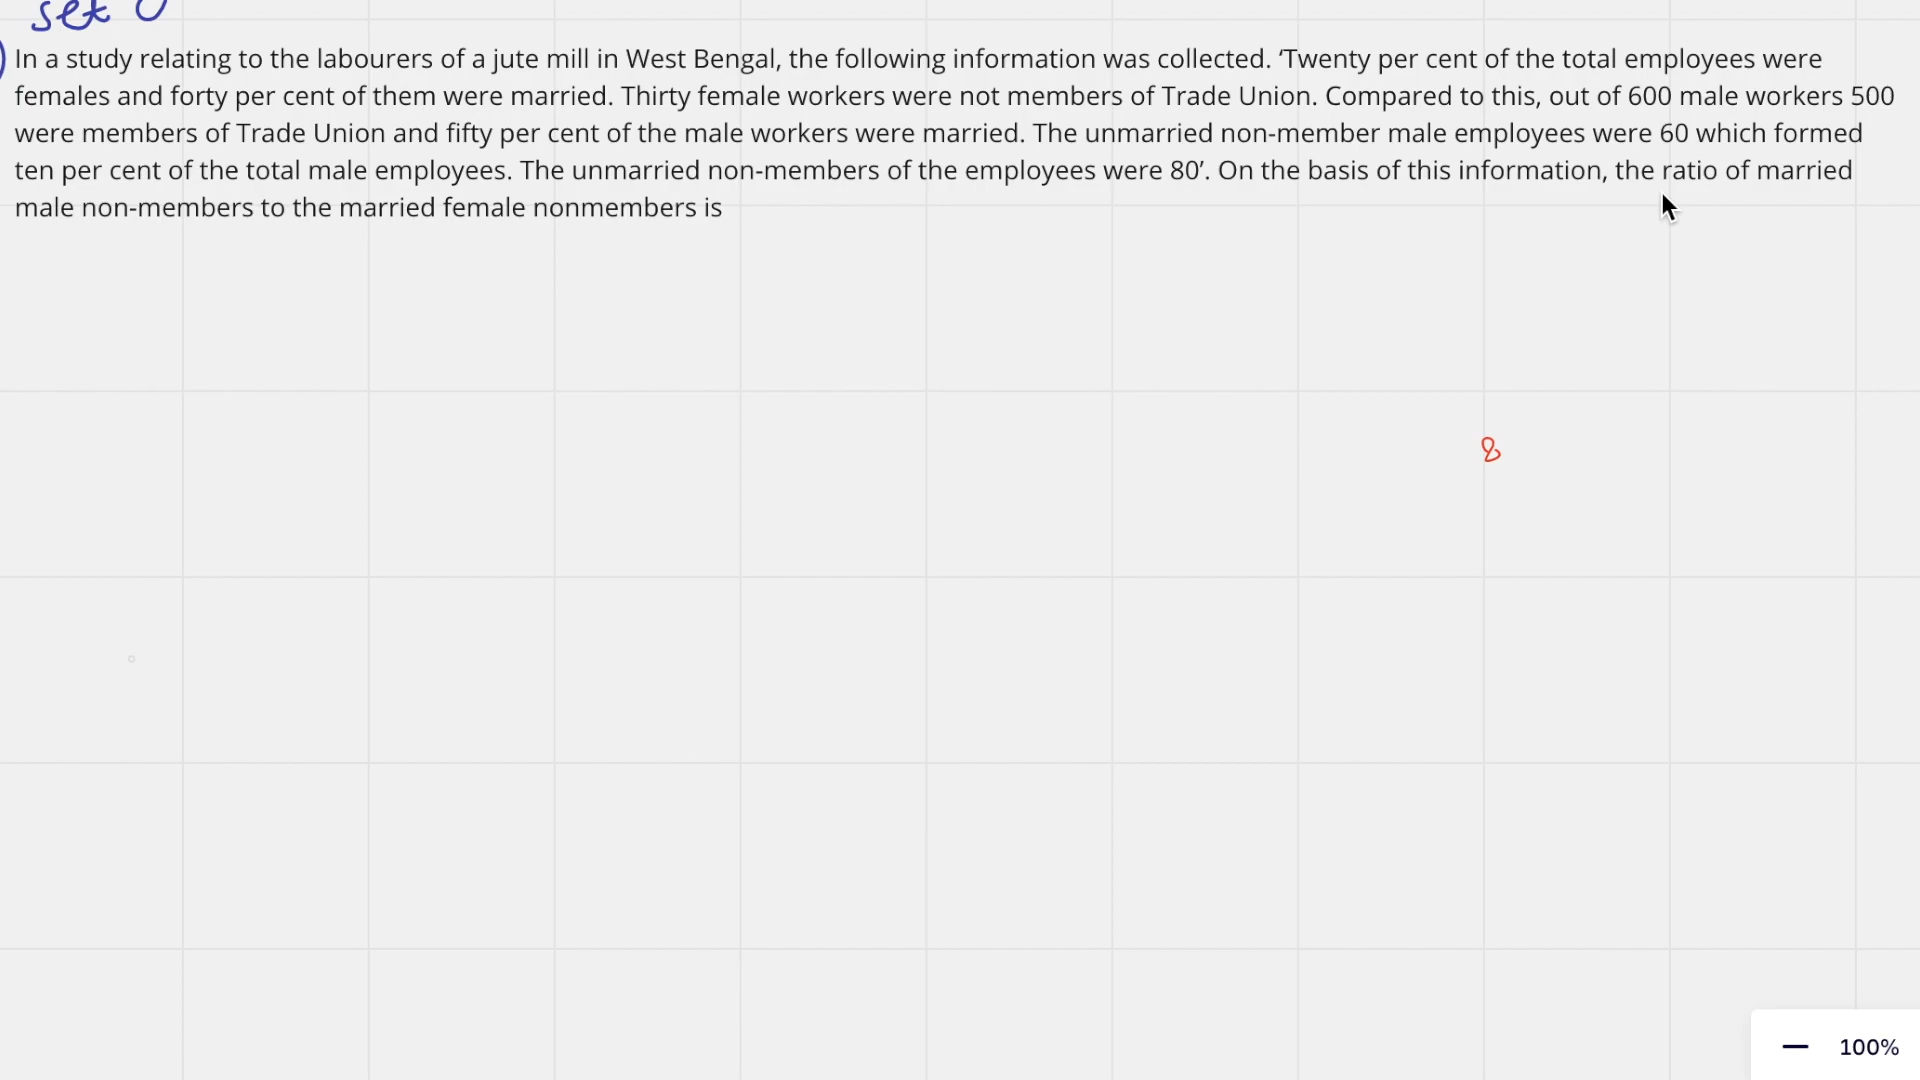 set
In a study relating to the labourers of a jute mill in West Bengal, the following information was collected. ‘Twenty per cent of the total employees were
females and forty per cent of them were married. Thirty female workers were not members of Trade Union. Compared to this, out of 600 male workers 500
were members of Trade Union and fifty per cent of the male workers were married. The unmarried non-member male employees were 60 which formed
ten per cent of the total male employees. The unmarried non-members of the employees were 80’. On the basis of this information, the ratio of married
male non-members to the married female nonmembers is
8
100%